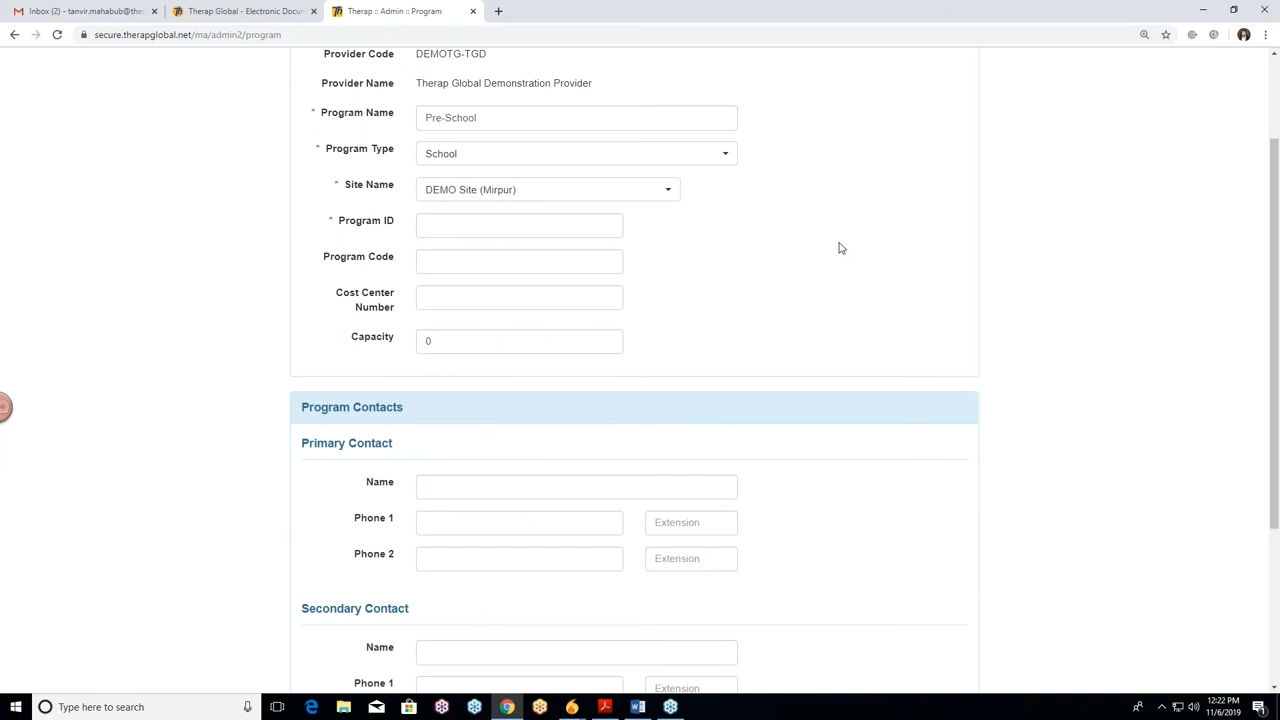 Inbox (2) - tanvir.mahabub@the
Therap Global - Electronic Docu
Therap :: Admin :: Program
secure.therapglobal.net/ma/admin2/program
Provider Code DEMOTG-TGD
Provider Name Therap Global Demonstration Provider
* Program Name Pre-School
* Program Type School
* Site Name DEMO Site (Mirpur)
* Program ID
Program Code
Cost Center
Number
Capacity 0
Program Contacts
Primary Contact
Name
Phone 1 Extension
Phone 2 Extension
Secondary Contact
Name
Phone 1 Extension
Type here to search
12:22 PM
11/6/2019
1